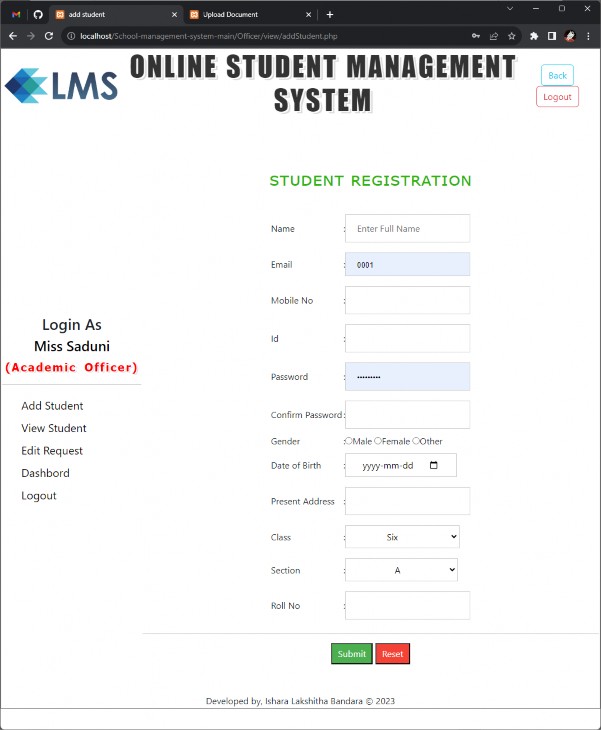 add student
Upload Document
localhost/School-management-system-main/Officer/view/addStudent.php
LMS
ONLINE STUDENT MANAGEMENT
SYSTEM
Back
Logout
STUDENT REGISTRATION
Name : Enter Full Name
Email : 0001
Mobile No :
Id :
Password : •••••••••
Confirm Password :
Gender : Male Female Other
Date of Birth : yyyy-mm-dd
Present Address :
Class : Six
Section : A
Roll No :
Login As
Miss Saduni
(Academic Officer)
Add Student
View Student
Edit Request
Dashbord
Logout
Submit Reset
Developed by, Ishara Lakshitha Bandara © 2023